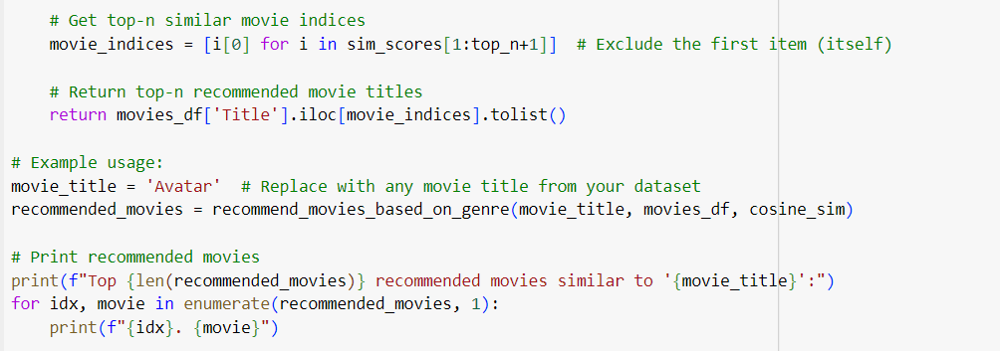 # Get top-n similar movie indices
movie_indices = [i[0] for i in sim_scores[1:top_n+1]]  # Exclude the first item (itself)
# Return top-n recommended movie titles
return movies_df['Title'].iloc[movie_indices].tolist()
# Example usage:
movie_title = 'Avatar'  # Replace with any movie title from your dataset
recommended_movies = recommend_movies_based_on_genre(movie_title, movies_df, cosine_sim)
# Print recommended movies
print(f"Top {len(recommended_movies)} recommended movies similar to '{movie_title}':")
for idx, movie in enumerate(recommended_movies, 1):
print(f"{idx}. {movie}")